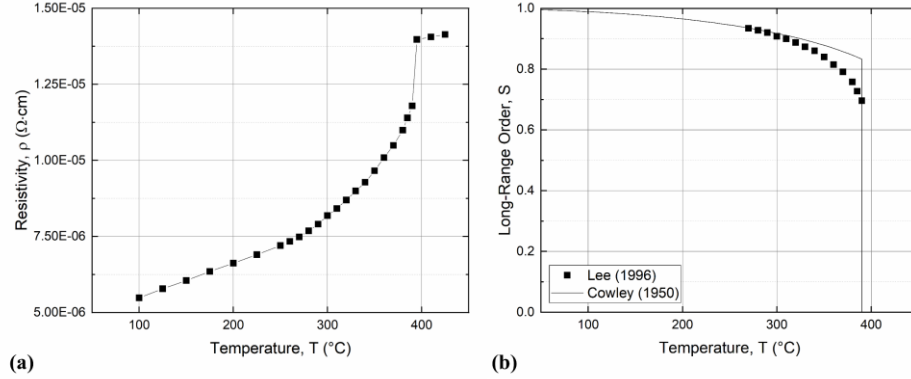 1.50E-05
1.25E-05
1.00E-05
7.50E-06
5.00E-06
Resistivity, ρ (Ω·cm)
100 200 300 400
Temperature, T (°C)
(a)
1.0
0.8
0.6
0.4
0.2
0.0
Long-Range Order, S
Lee (1996)
Cowley (1950)
100 200 300 400
Temperature, T (°C)
(b)